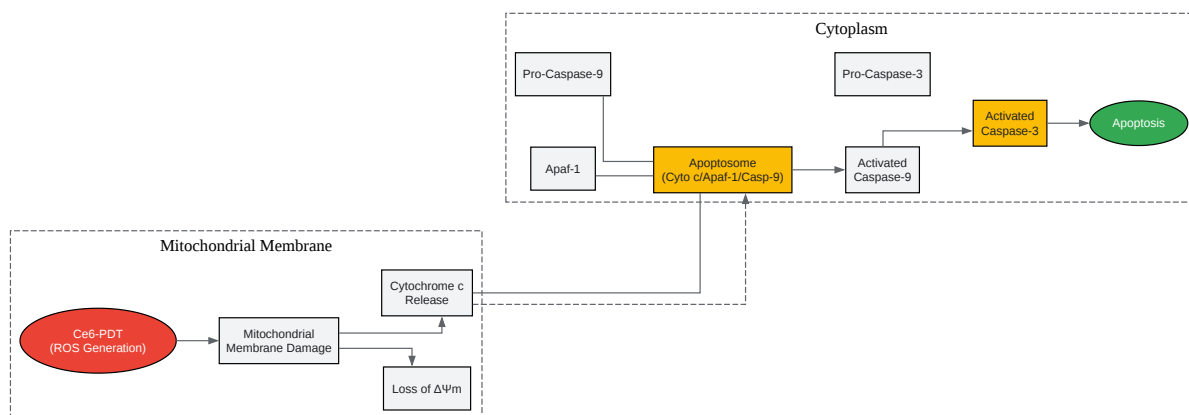 Cytoplasm
Pro-Caspase-9
Pro-Caspase-3
Activated
Caspase-3
Apoptosis
Apaf-1
Apoptosome
(Cyto c/Apaf-1/Casp-9)
Activated
Caspase-9
Mitochondrial Membrane
Cytochrome c
Release
Ce6-PDT
(ROS Generation)
Mitochondrial
Membrane Damage
Loss of ΔΨm